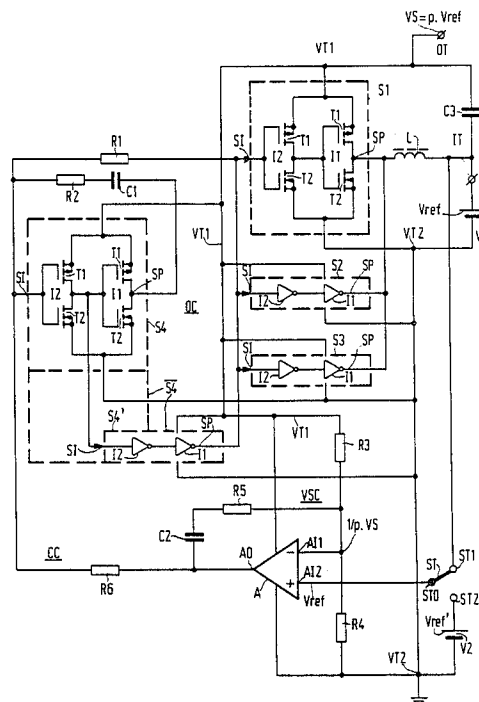 VS=p.Vref
OT
VT1
S1
C3
T1
T1
R1
SI
I2
I1
SP
L
IT
T2
T2
R2
C1
Vref
V
VT1
VT2
T1
T1
SI
S2
SP
SI
I2
I1
SP
OC
I2
I1
T2
T2
S4
SI
S3
SP
I2
I1
S4'
S4
SP
VT1
SI
I2
I1
R3
R5
VSC
C2
1/p.VS
CC
AO
AI1
ST
ST1
AI2
STO
ST2
R6
A
Vref
Vref'
R4
V2
VT2